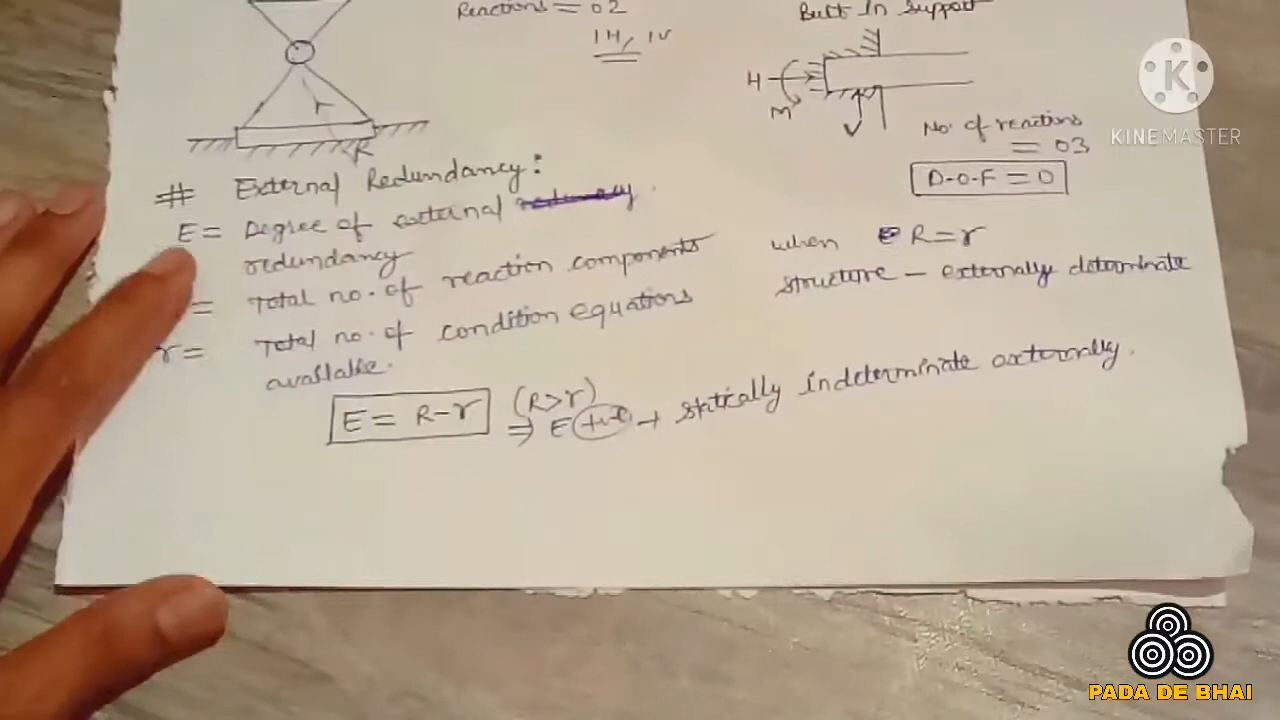 Reactions = 02
1H, 1V
Built In Support
H
M
V
No. of reactions
= 03
D-O-F = 0
R
# External Redundancy:
E = Degree of external
redundancy
= Total no. of reaction components
r = Total no. of condition equations
available.
when R = r
structure - externally determinate
E = R - r
(R > r)
⇒ E +ve → statically indeterminate externally.
K
KINEMASTER
PADA DE BHAI